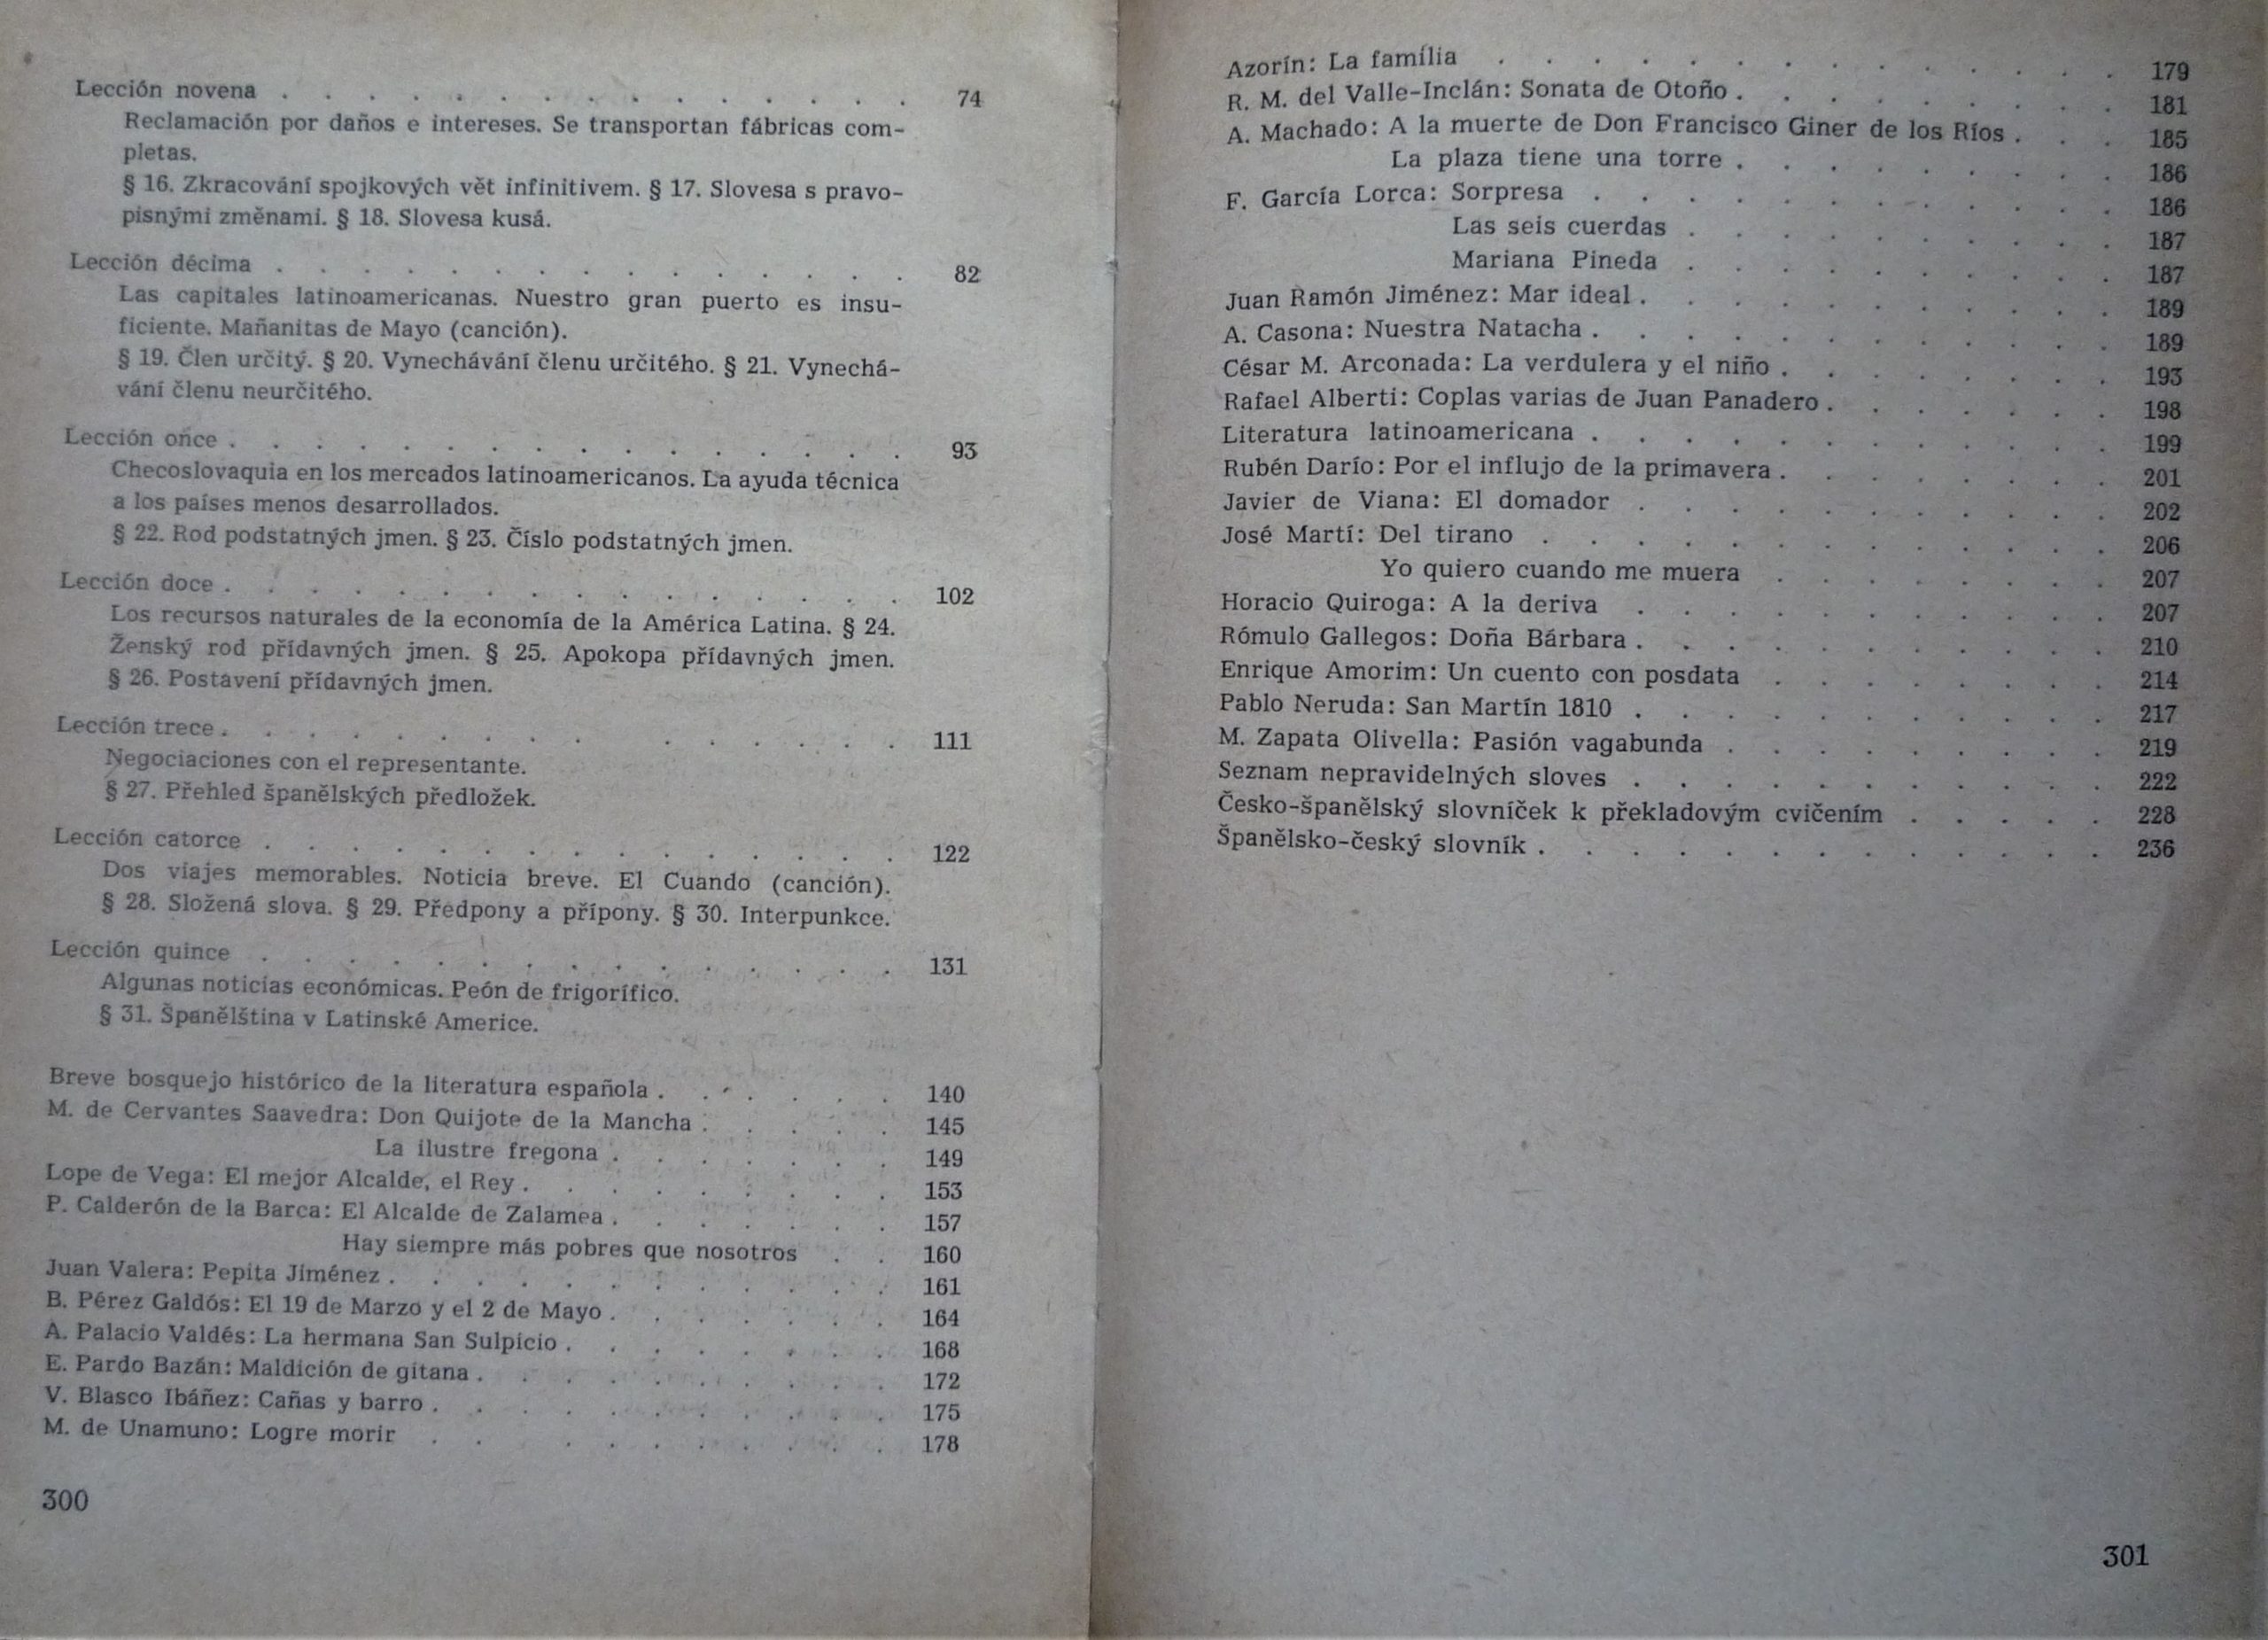 Lección novena . . . . . . . . . . . . . . . 74
Reclamación por daños e intereses. Se transportan fábricas com-
pletas.
§ 16. Zkracování spojkových vět infinitivem. § 17. Slovesa s pravo-
pisnými změnami. § 18. Slovesa kusá.
Lección décima . . . . . . . . . . . . . . . 82
Las capitales latinoamericanas. Nuestro gran puerto es insu-
ficiente. Mañanitas de Mayo (canción).
§ 19. Člen určitý. § 20. Vynechávání členu určitého. § 21. Vynechá-
vání členu neurčitého.
Lección once . . . . . . . . . . . . . . . . 93
Checoslovaquia en los mercados latinoamericanos. La ayuda técnica
a los países menos desarrollados.
§ 22. Rod podstatných jmen. § 23. Číslo podstatných jmen.
Lección doce . . . . . . . . . . . . . . . . 102
Los recursos naturales de la economía de la América Latina. § 24.
Ženský rod přídavných jmen. § 25. Apokopa přídavných jmen.
§ 26. Postavení přídavných jmen.
Lección trece . . . . . . . . . . . . . . . 111
Negociaciones con el representante.
§ 27. Přehled španělských předložek.
Lección catorce . . . . . . . . . . . . . . . 122
Dos viajes memorables. Noticia breve. El Cuando (canción).
§ 28. Složená slova. § 29. Předpony a přípony. § 30. Interpunkce.
Lección quince . . . . . . . . . . . . . . . 131
Algunas noticias económicas. Peón de frigorífico.
§ 31. Španělština v Latinské Americe.
Breve bosquejo histórico de la literatura española . . . . . . 140
M. de Cervantes Saavedra: Don Quijote de la Mancha . . . . . 145
La ilustre fregona . . . . . . . 149
Lope de Vega: El mejor Alcalde, el Rey . . . . . . . . . 153
P. Calderón de la Barca: El Alcalde de Zalamea . . . . . . . 157
Hay siempre más pobres que nosotros . . 160
Juan Valera: Pepita Jiménez . . . . . . . . . . . . 161
B. Pérez Galdós: El 19 de Marzo y el 2 de Mayo . . . . . . . 164
A. Palacio Valdés: La hermana San Sulpicio . . . . . . . . 168
E. Pardo Bazán: Maldición de gitana . . . . . . . . . . 172
V. Blasco Ibáñez: Cañas y barro . . . . . . . . . . . 175
M. de Unamuno: Logre morir . . . . . . . . . . 178
300
Azorín: La família . . . . . . . . . . . . . . 179
R. M. del Valle-Inclán: Sonata de Otoño . . . . . . . . . 181
A. Machado: A la muerte de Don Francisco Giner de los Ríos . . . 185
La plaza tiene una torre . . . . . . . . . 186
F. García Lorca: Sorpresa . . . . . . . . . . . . 186
Las seis cuerdas . . . . . . . . . . 187
Mariana Pineda . . . . . . . . . . 187
Juan Ramón Jiménez: Mar ideal . . . . . . . . . . . 189
A. Casona: Nuestra Natacha . . . . . . . . . . . . 189
César M. Arconada: La verdulera y el niño . . . . . . . . 193
Rafael Alberti: Coplas varias de Juan Panadero . . . . . . . 198
Literatura latinoamericana . . . . . . . . . . . . 199
Rubén Darío: Por el influjo de la primavera . . . . . . . . 201
Javier de Viana: El domador . . . . . . . . . . . 202
José Martí: Del tirano . . . . . . . . . . . . . 206
Yo quiero cuando me muera . . . . . . . . 207
Horacio Quiroga: A la deriva . . . . . . . . . . . 207
Rómulo Gallegos: Doña Bárbara . . . . . . . . . . . 210
Enrique Amorim: Un cuento con posdata . . . . . . . . 214
Pablo Neruda: San Martín 1810 . . . . . . . . . . . 217
M. Zapata Olivella: Pasión vagabunda . . . . . . . . . 219
Seznam nepravidelných sloves . . . . . . . . . . . 222
Česko-španělský slovníček k překladovým cvičením . . . . . 228
Španělsko-český slovník . . . . . . . . . . . . . 236
301